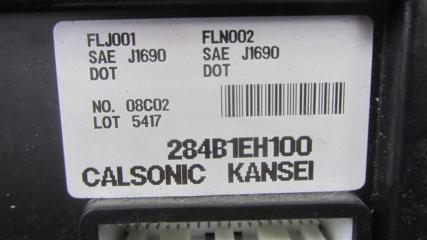 FLJ001 FLN002
SAE J1690 SAE J1690
DOT DOT
NO. 08C02
LOT 5417
284B1EH100
CALSONIC KANSEI